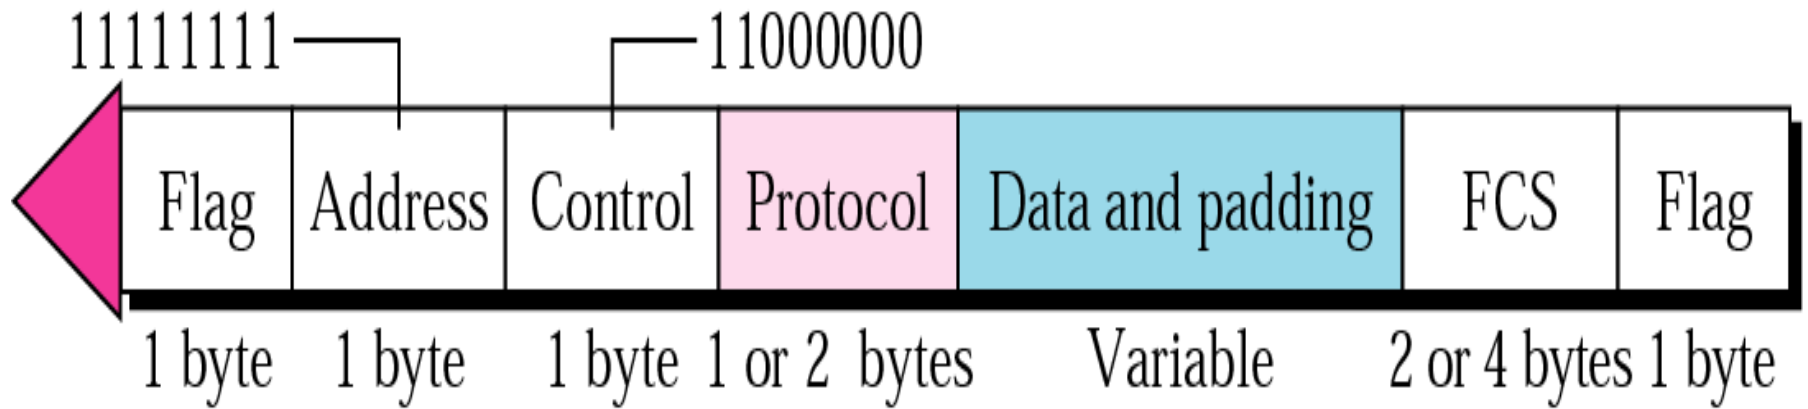 11111111 11000000
Flag Address Control Protocol Data and padding FCS Flag
1 byte 1 byte 1 byte 1 or 2 bytes Variable 2 or 4 bytes 1 byte